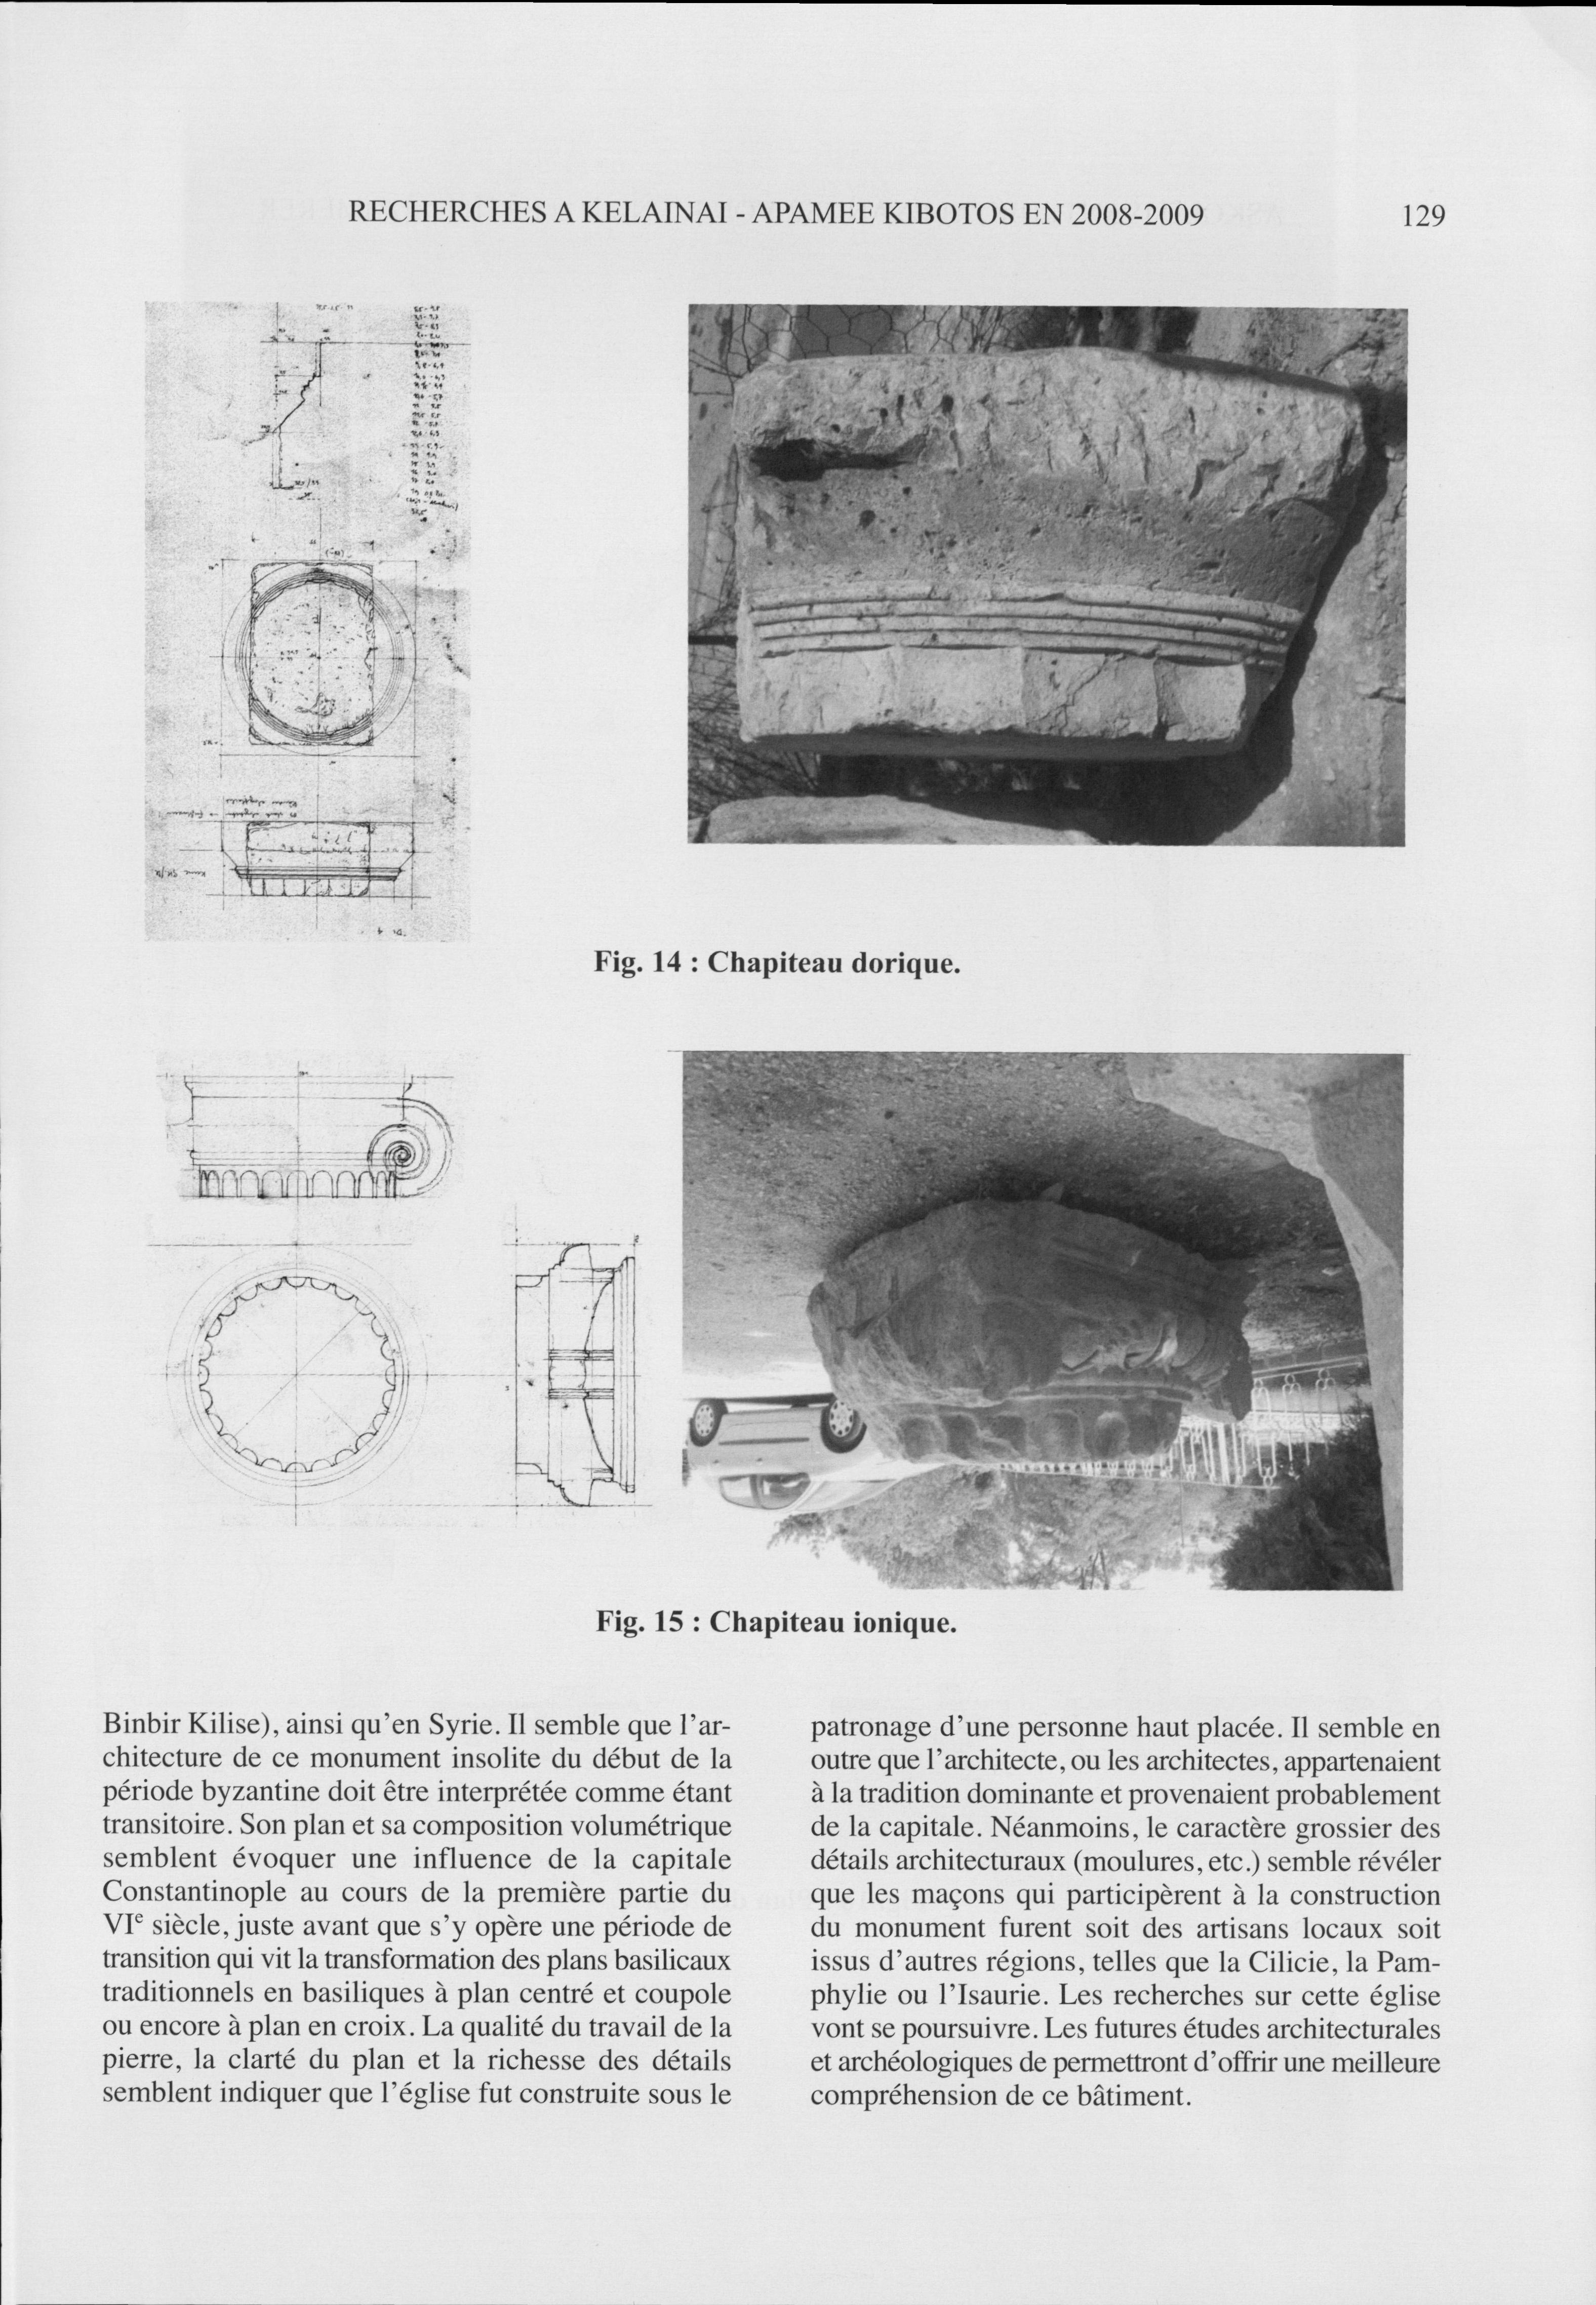 RECHERCHES A KELAINAI - APAMEE KIBOTOS EN 2008-2009 129
Fig. 14 : Chapiteau dorique.
Fig. 15 : Chapiteau ionique.
Binbir Kilise), ainsi qu’en Syrie. Il semble que l’ar-
chitecture de ce monument insolite du début de la
période byzantine doit être interprétée comme étant
transitoire. Son plan et sa composition volumétrique
semblent évoquer une influence de la capitale
Constantinople au cours de la première partie du
VIe siècle, juste avant que s’y opère une période de
transition qui vit la transformation des plans basilicaux
traditionnels en basiliques à plan centré et coupole
ou encore à plan en croix. La qualité du travail de la
pierre, la clarté du plan et la richesse des détails
semblent indiquer que l’église fut construite sous le
patronage d’une personne haut placée. Il semble en
outre que l’architecte, ou les architectes, appartenaient
à la tradition dominante et provenaient probablement
de la capitale. Néanmoins, le caractère grossier des
détails architecturaux (moulures, etc.) semble révéler
que les maçons qui participèrent à la construction
du monument furent soit des artisans locaux soit
issus d’autres régions, telles que la Cilicie, la Pam-
phylie ou l’Isaurie. Les recherches sur cette église
vont se poursuivre. Les futures études architecturales
et archéologiques de permettront d’offrir une meilleure
compréhension de ce bâtiment.